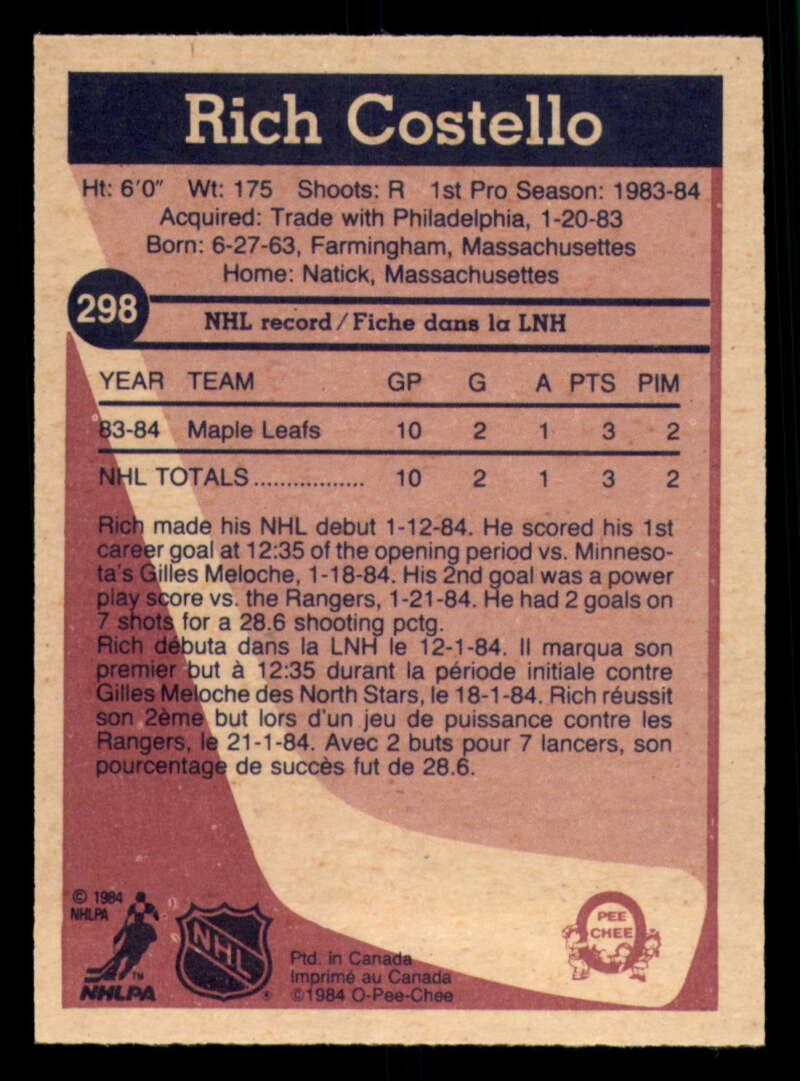 Rich Costello
Ht: 6'0" Wt: 175 Shoots: R 1st Pro Season: 1983-84
Acquired: Trade with Philadelphia, 1-20-83
Born: 6-27-63, Farmingham, Massachusettes
Home: Natick, Massachusettes
298
NHL record/Fiche dans la LNH
YEAR TEAM GP G A PTS PIM
83-84 Maple Leafs 10 2 1 3 2
NHL TOTALS................. 10 2 1 3 2
Rich made his NHL debut 1-12-84. He scored his 1st
career goal at 12:35 of the opening period vs. Minneso-
ta's Gilles Meloche, 1-18-84. His 2nd goal was a power
play score vs. the Rangers, 1-21-84. He had 2 goals on
7 shots for a 28.6 shooting pctg.
Rich débuta dans la LNH le 12-1-84. Il marqua son
premier but à 12:35 durant la période initiale contre
Gilles Meloche des North Stars, le 18-1-84. Rich réussit
son 2ème but lors d'un jeu de puissance contre les
Rangers, le 21-1-84. Avec 2 buts pour 7 lancers, son
pourcentage de succès fut de 28.6.
© 1984
NHLPA
TM
NHLPA
NHL
®
Ptd. in Canada
Imprimé au Canada
©1984 O-Pee-Chee
PEE
CHEE